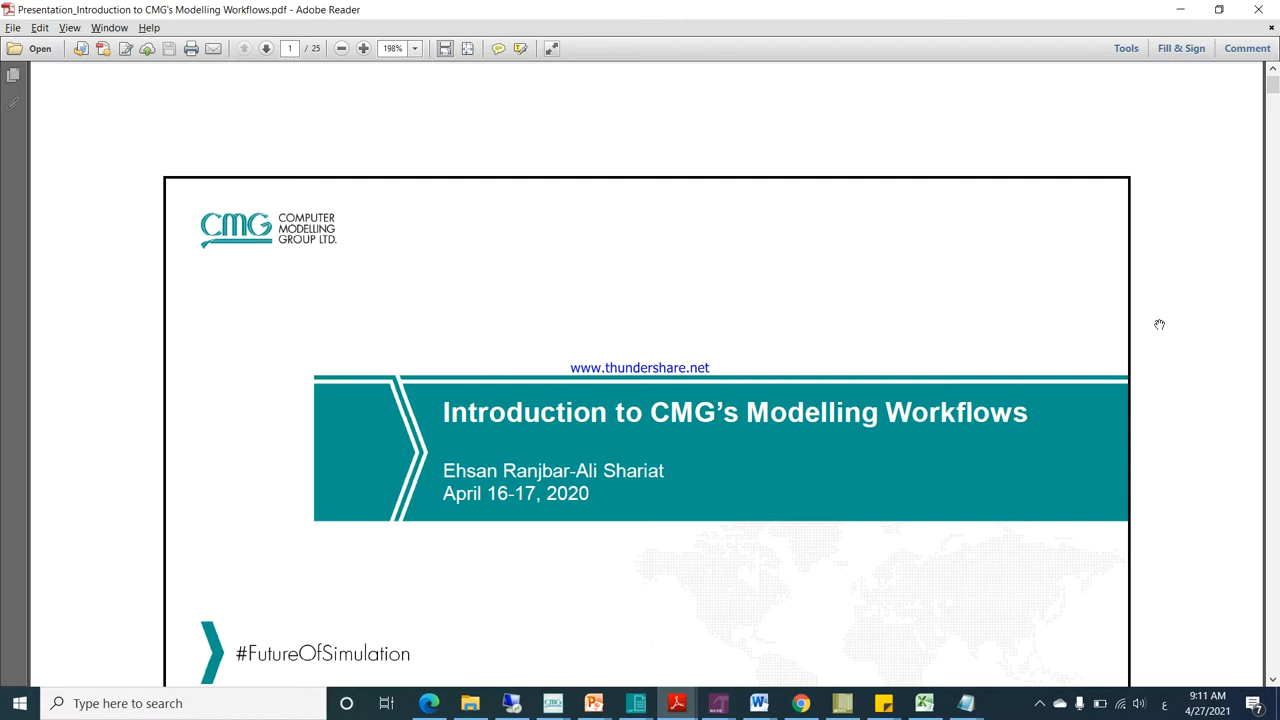 Presentation_Introduction to CMG's Modelling Workflows.pdf - Adobe Reader
File Edit View Window Help
Open 1 / 25 198% Tools Fill & Sign Comment
CMG COMPUTER
MODELLING
GROUP LTD.
www.thundershare.net
Introduction to CMG's Modelling Workflows
Ehsan Ranjbar-Ali Shariat
April 16-17, 2020
#FutureOfSimulation
Type here to search
9:11 AM
4/27/2021